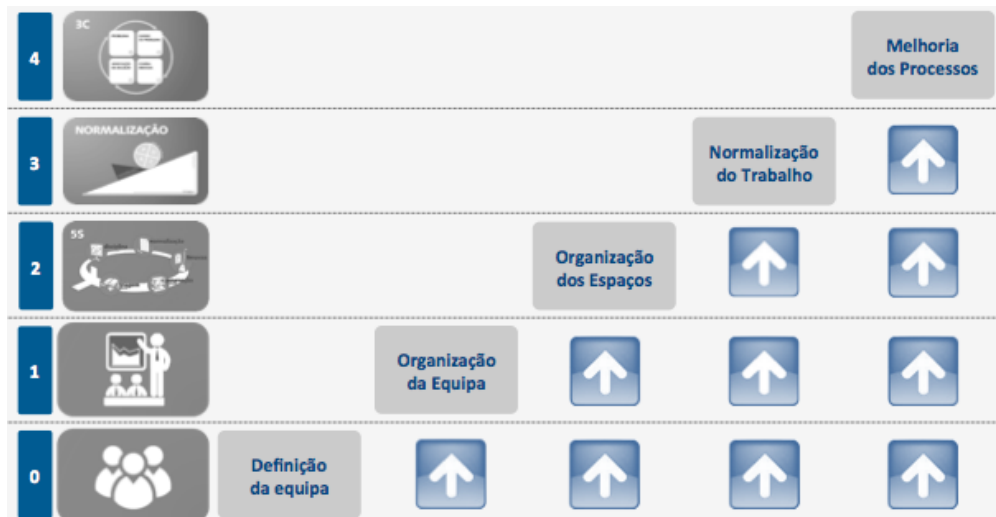 4
3C
Melhoria
dos Processos
3
NORMALIZAÇÃO
Normalização
do Trabalho
2
5S
Organização
dos Espaços
1
Organização
da Equipa
0
Definição
da equipa